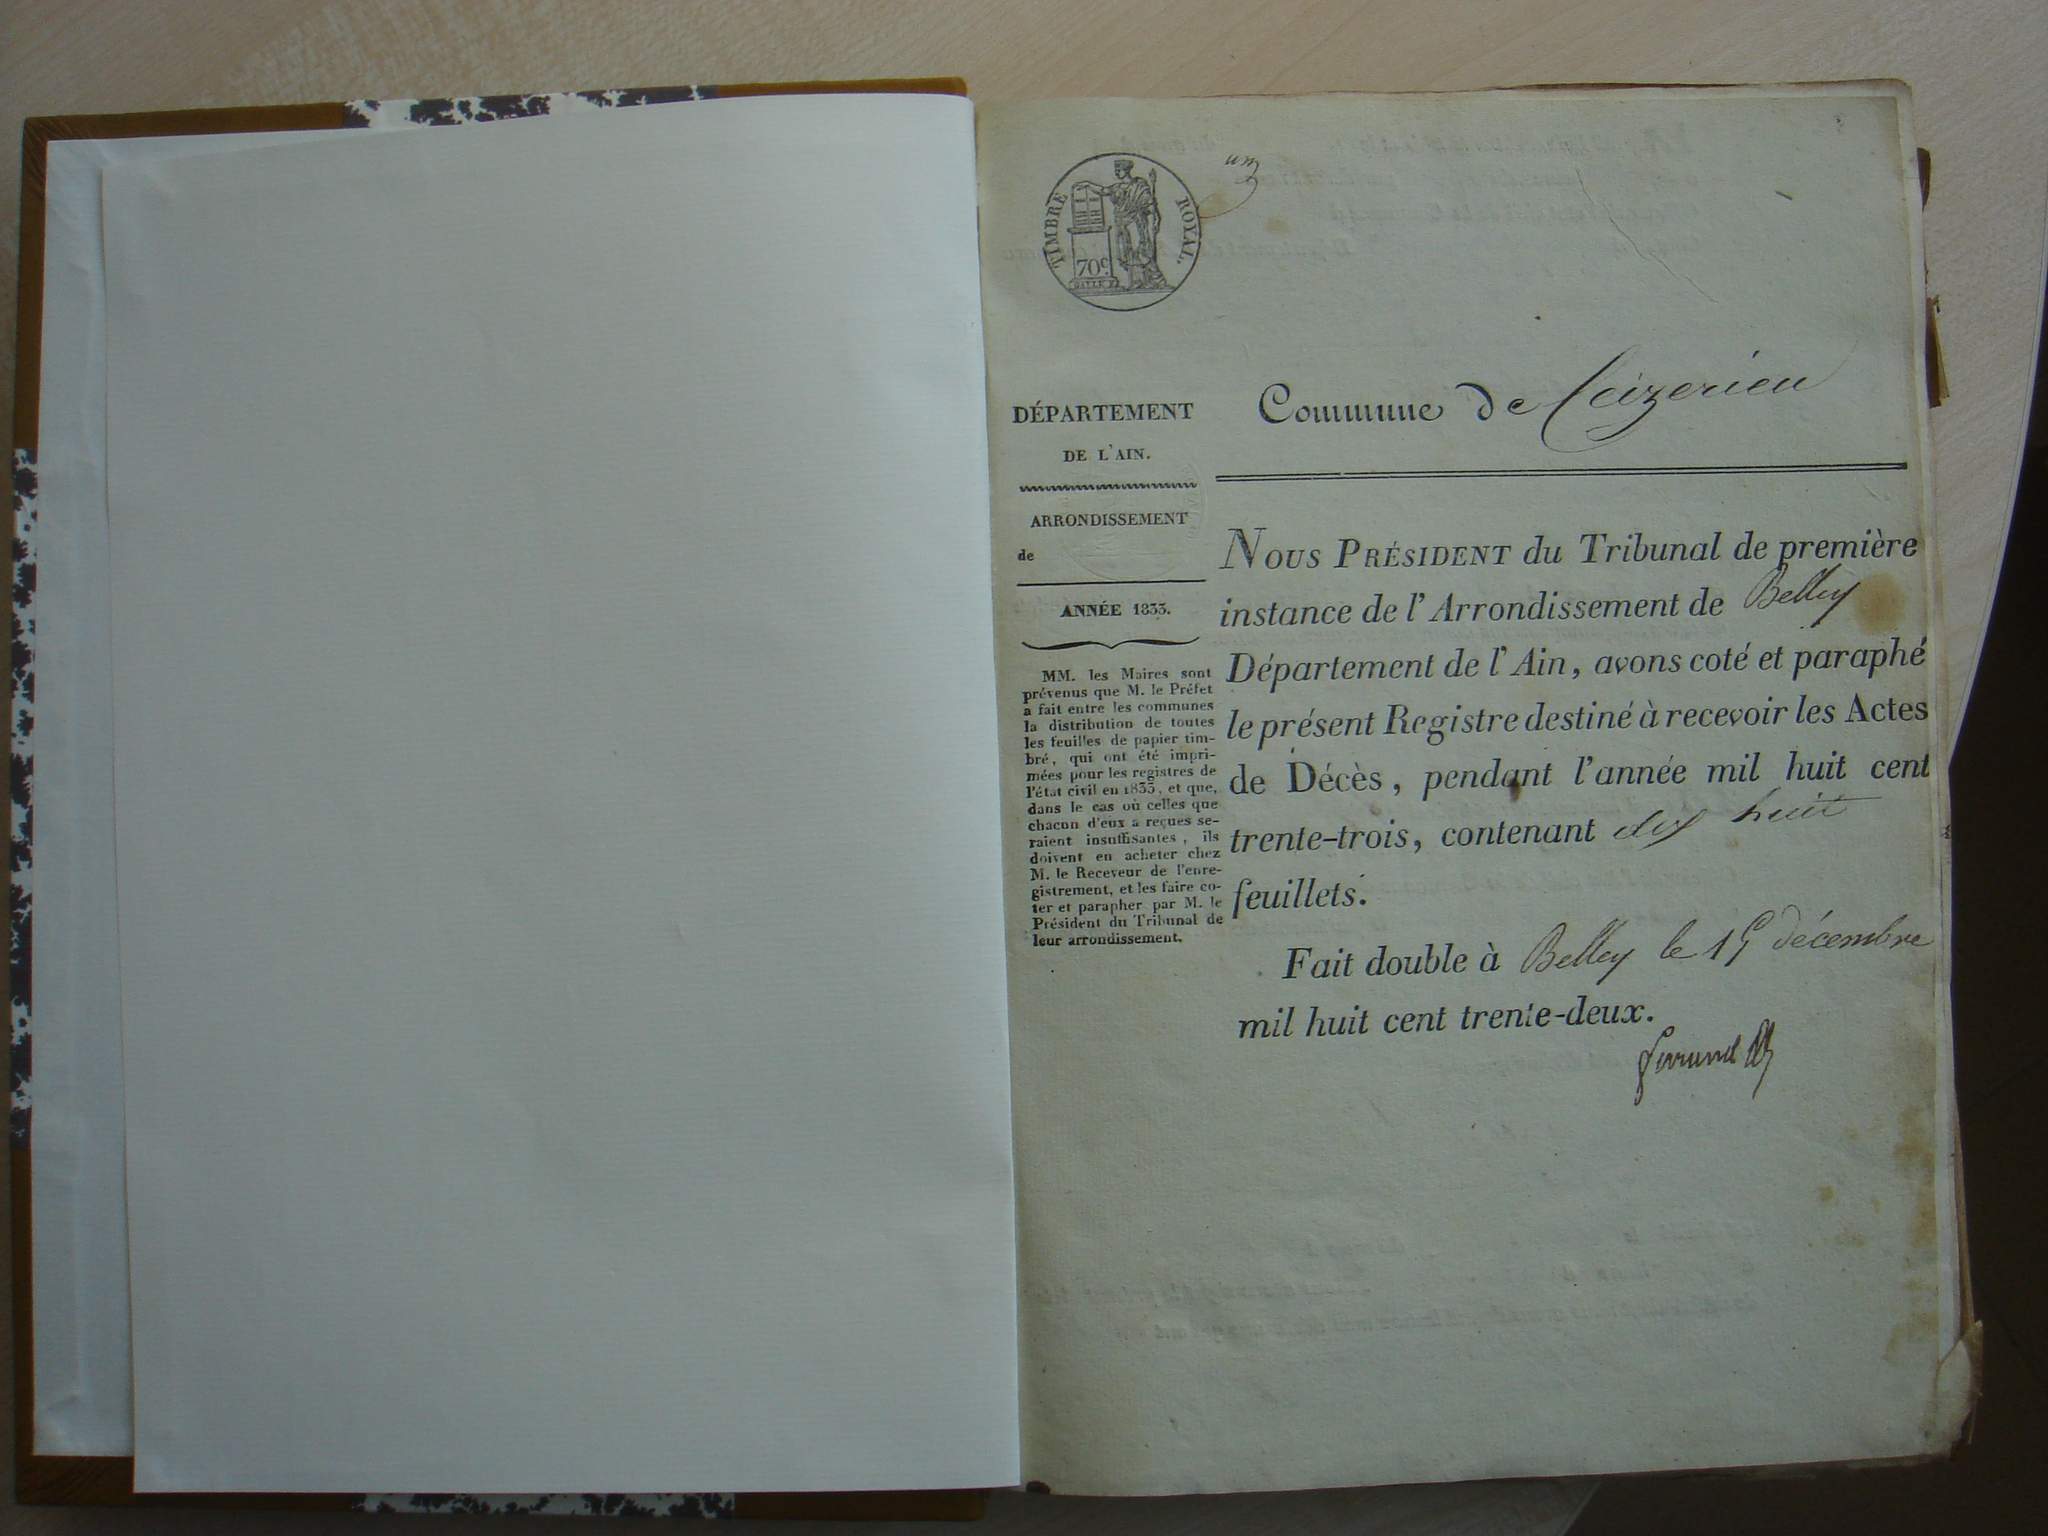 un
TIMBRE ROYAL.
70c.
DÉPARTEMENT
DE L'AIN.
ARRONDISSEMENT
de
ANNÉE 1833.
MM. les Maires sont
prévenus que M. le Préfet
a fait entre les communes
la distribution de toutes
les feuilles de papier tim-
bré, qui ont été impri-
mées pour les registres de
l'état civil en 1833, et que,
dans le cas où celles que
chacun d'eux a reçues se-
raient insuffisantes, ils
doivent en acheter chez
M. le Receveur de l'enre-
gistrement, et les faire co-
ter et parapher par M. le
Président du Tribunal de
leur arrondissement.
Commune de Ceizerieu
NOUS PRÉSIDENT du Tribunal de première
instance de l'Arrondissement de Belley
Département de l'Ain, avons coté et paraphé
le présent Registre destiné à recevoir les Actes
de Décès, pendant l'année mil huit cent
trente-trois, contenant dix huit
feuillets.
Fait double à Belley le 15 décembre
mil huit cent trente-deux.